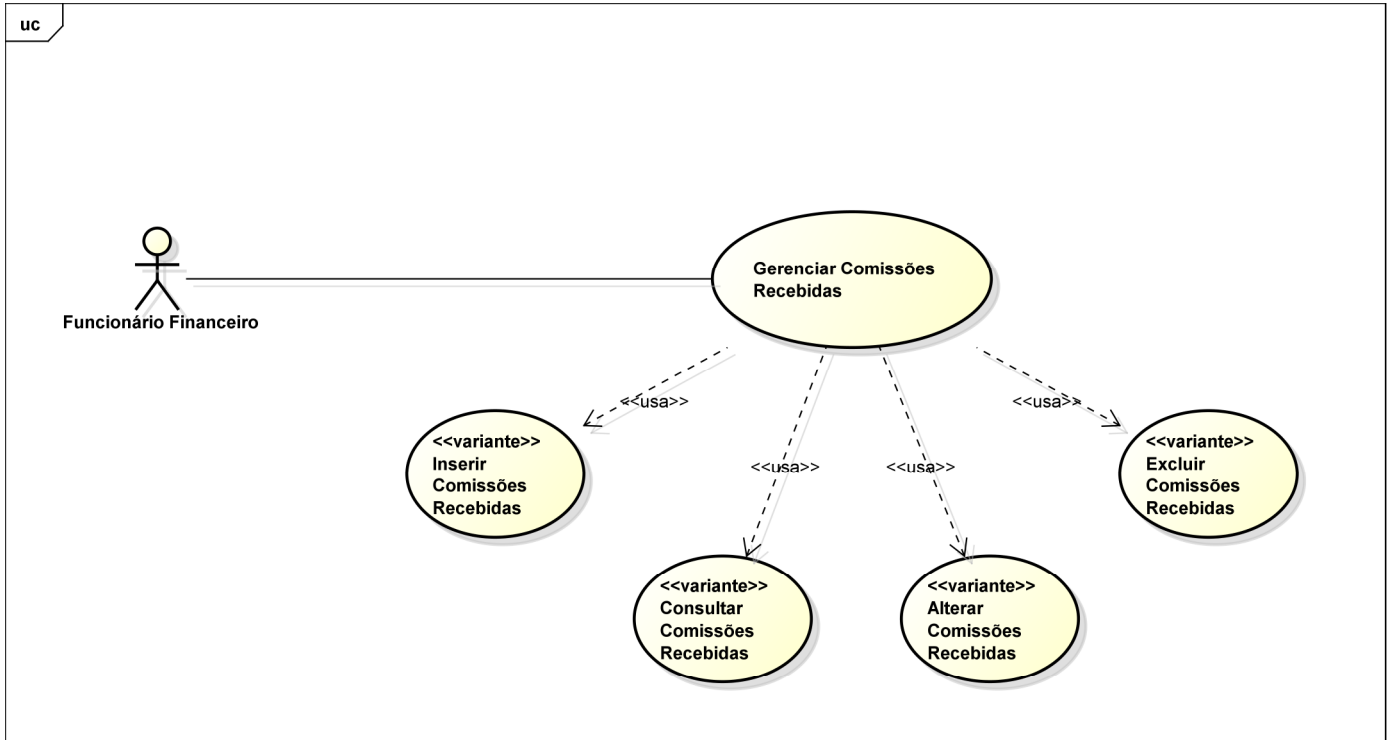 uc
Gerenciar Comissões
Recebidas
Funcionário Financeiro
<<usa>>
<<usa>>
<<variante>>
Inserir
Comissões
Recebidas
<<variante>>
Excluir
Comissões
Recebidas
<<usa>>
<<usa>>
<<variante>>
Consultar
Comissões
Recebidas
<<variante>>
Alterar
Comissões
Recebidas